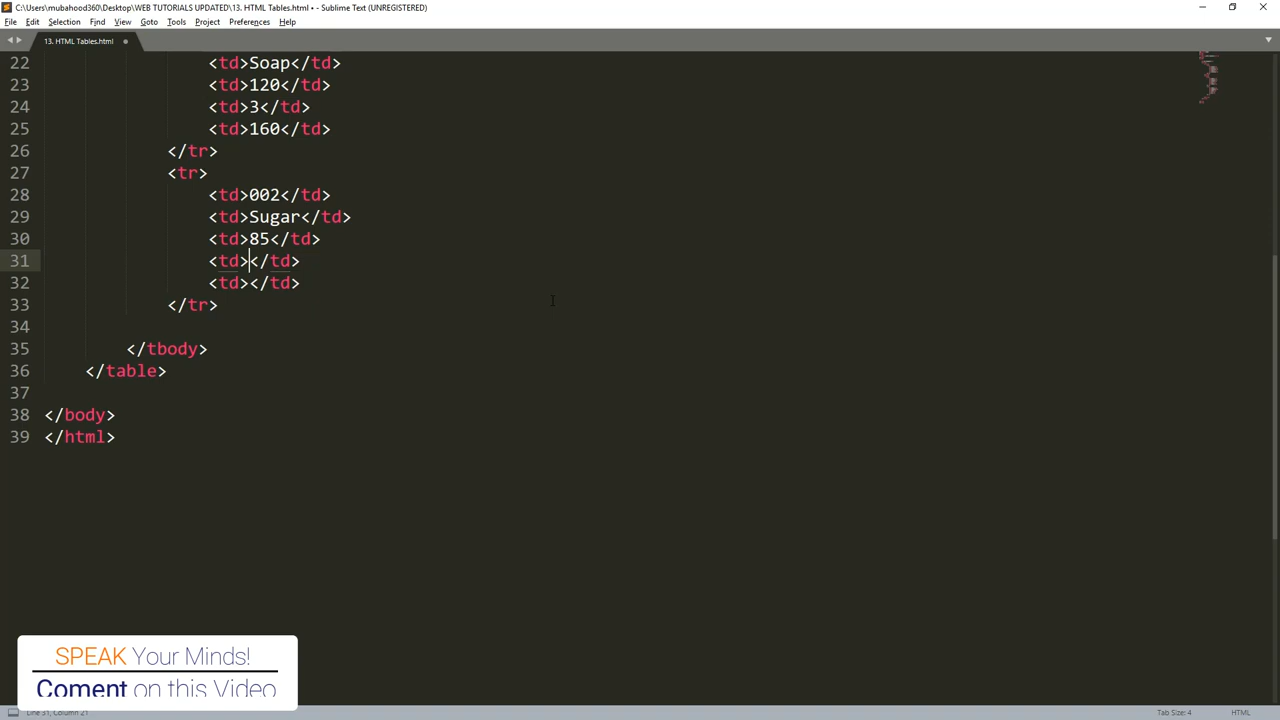 C:\Users\mubahood360\Desktop\WEB TUTORIALS UPDATED\13. HTML Tables.html • - Sublime Text (UNREGISTERED)
File Edit Selection Find View Goto Tools Project Preferences Help
13. HTML Tables.html
22 <td>Soap</td>
23 <td>120</td>
24 <td>3</td>
25 <td>160</td>
26 </tr>
27 <tr>
28 <td>002</td>
29 <td>Sugar</td>
30 <td>85</td>
31 <td></td>
32 <td></td>
33 </tr>
34
35 </tbody>
36 </table>
37
38 </body>
39 </html>
SPEAK Your Minds!
Coment on this Video
Line 31, Column 21
Tab Size: 4
HTML